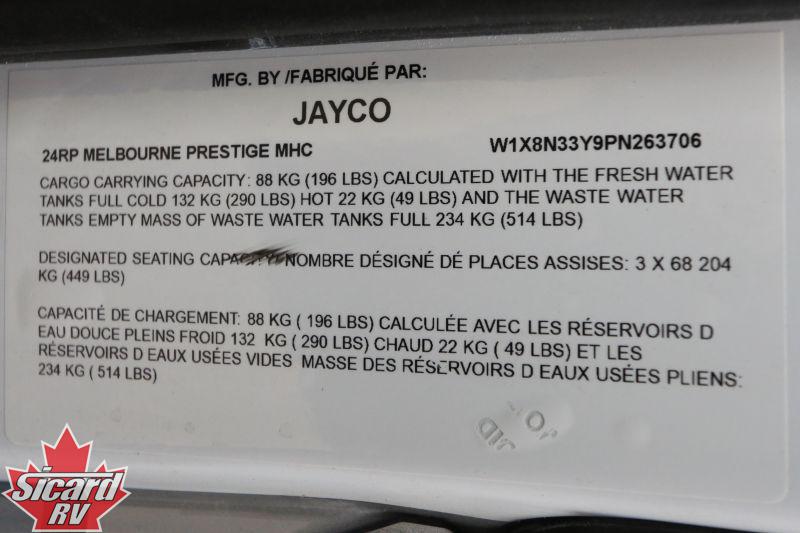 MFG. BY /FABRIQUÉ PAR:
JAYCO
24RP MELBOURNE PRESTIGE MHC W1X8N33Y9PN263706
CARGO CARRYING CAPACITY: 88 KG (196 LBS) CALCULATED WITH THE FRESH WATER
TANKS FULL COLD 132 KG (290 LBS) HOT 22 KG (49 LBS) AND THE WASTE WATER
TANKS EMPTY MASS OF WASTE WATER TANKS FULL 234 KG (514 LBS)
DESIGNATED SEATING CAPACITY/NOMBRE DÉSIGNÉ DÉ PLACES ASSISES: 3 X 68 204
KG (449 LBS)
CAPACITÉ DE CHARGEMENT: 88 KG ( 196 LBS) CALCULÉE AVEC LES RÉSERVOIRS D
EAU DOUCE PLEINS FROID 132 KG ( 290 LBS) CHAUD 22 KG ( 49 LBS) ET LES
RÉSERVOIRS D EAUX USÉES VIDES MASSE DES RÉSERVOIRS D EAUX USÉES PLIENS:
234 KG ( 514 LBS)
Sicard
RV